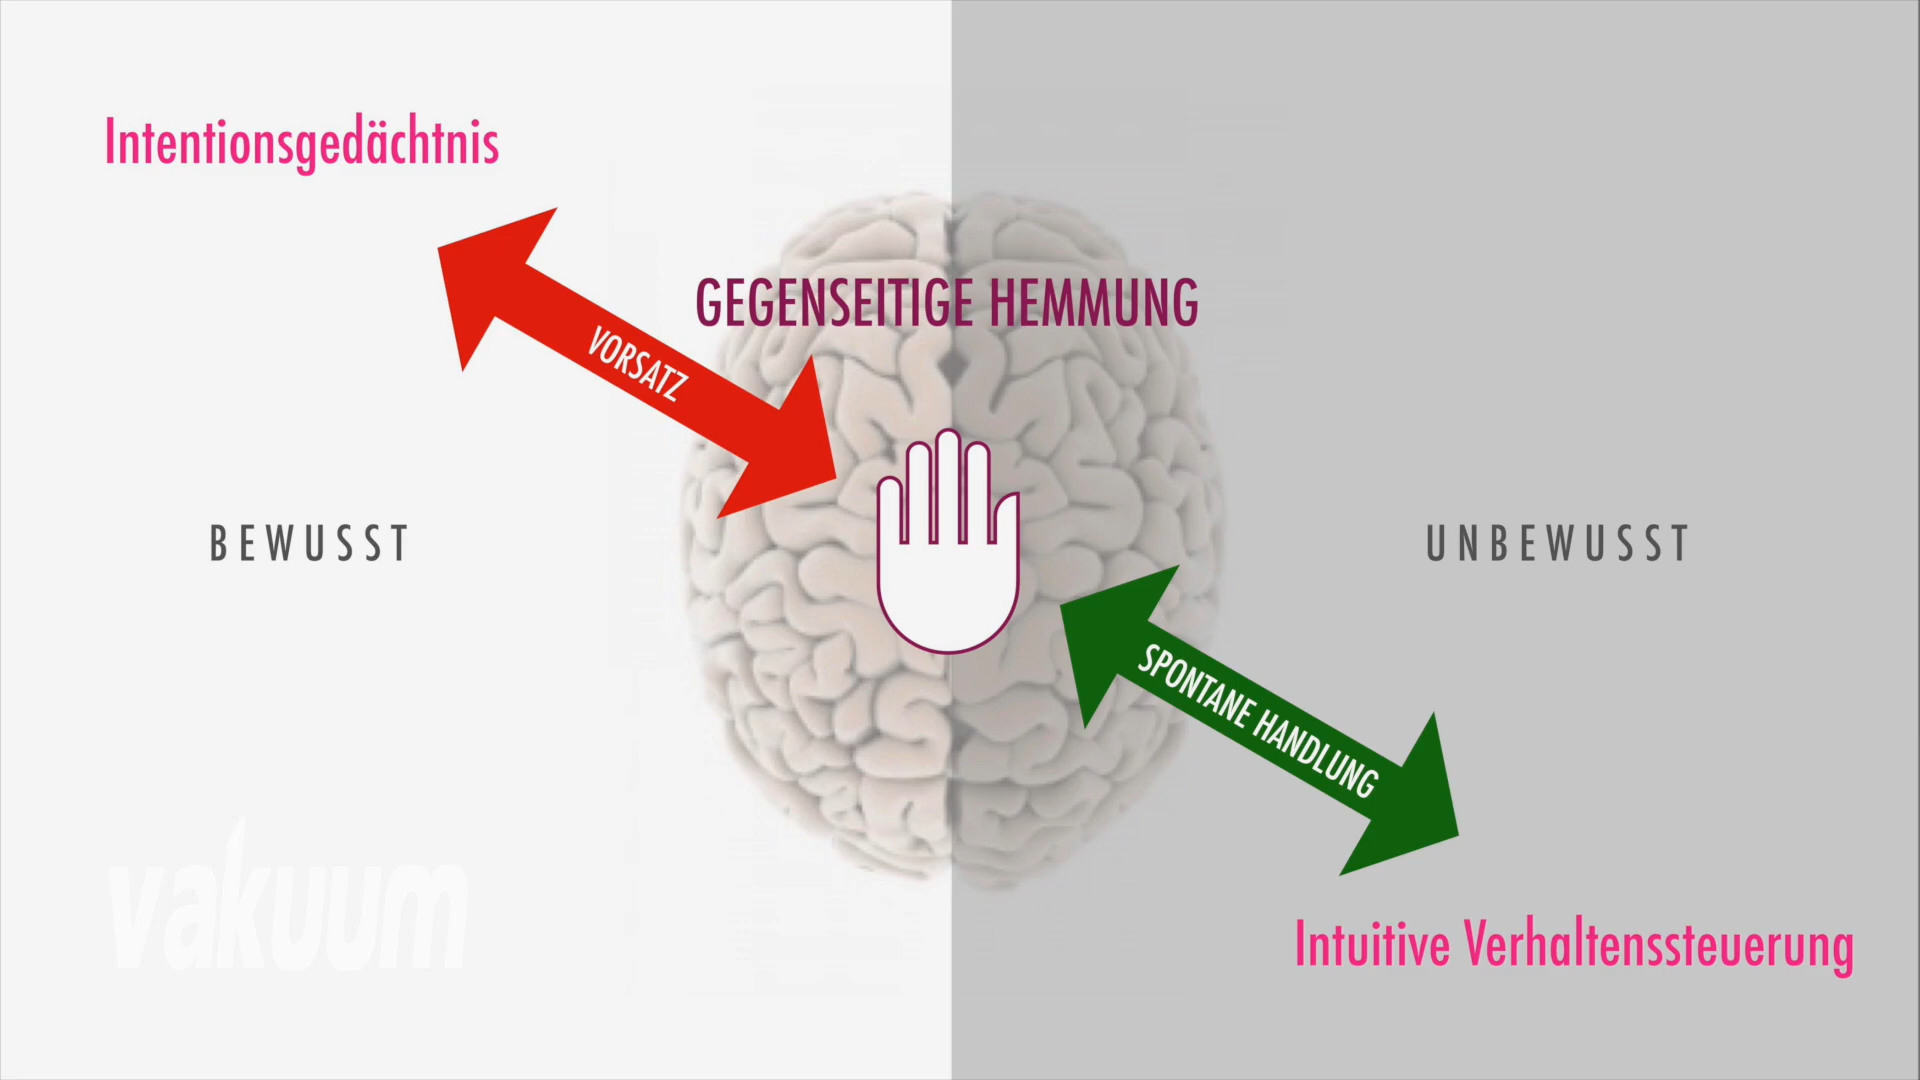 Intentionsgedächtnis
GEGENSEITIGE HEMMUNG
VORSATZ
BEWUSST
UNBEWUSST
SPONTANE HANDLUNG
vakuum
Intuitive Verhaltenssteuerung